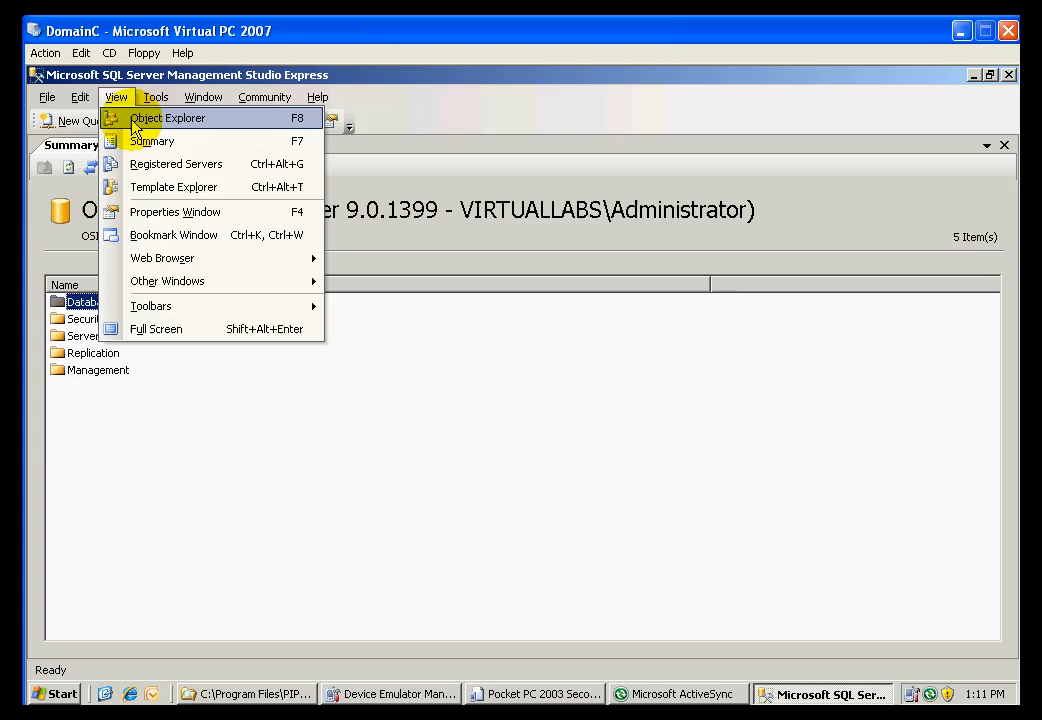 DomainC - Microsoft Virtual PC 2007
Action Edit CD Floppy Help
Microsoft SQL Server Management Studio Express
File Edit View Tools Window Community Help
New Qu
Object Explorer F8
Summary
Summary F7
Registered Servers Ctrl+Alt+G
Template Explorer Ctrl+Alt+T
Properties Window F4
er 9.0.1399 - VIRTUALLABS\Administrator)
Bookmark Window Ctrl+K, Ctrl+W
5 Item(s)
Web Browser
Other Windows
Name
Toolbars
Full Screen Shift+Alt+Enter
Datab
Securi
Server
Replication
Management
Ready
Start
C:\Program Files\PIP...
Device Emulator Man...
Pocket PC 2003 Seco...
Microsoft ActiveSync
Microsoft SQL Ser...
1:11 PM